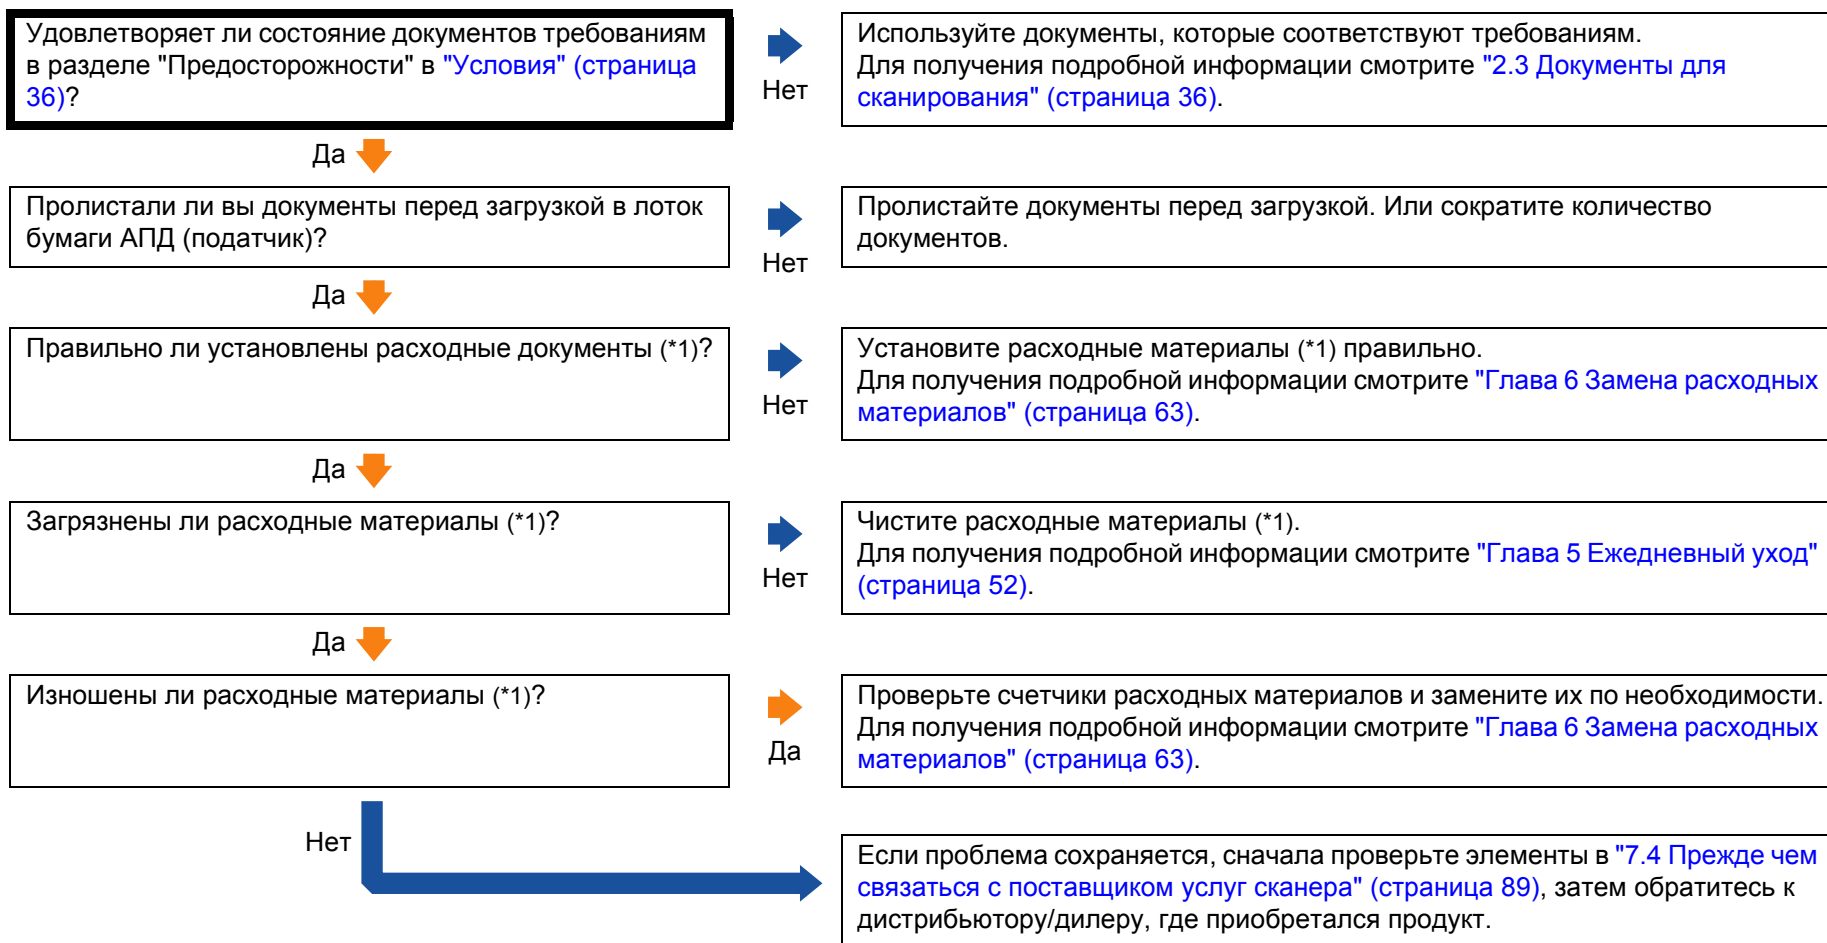 Удовлетворяет ли состояние документов требованиям
в разделе "Предосторожности" в "Условия" (страница
36)?
Нет
Используйте документы, которые соответствуют требованиям.
Для получения подробной информации смотрите "2.3 Документы для
сканирования" (страница 36).
Да
Пролистали ли вы документы перед загрузкой в лоток
бумаги АПД (податчик)?
Нет
Пролистайте документы перед загрузкой. Или сократите количество
документов.
Да
Правильно ли установлены расходные документы (*1)?
Нет
Установите расходные материалы (*1) правильно.
Для получения подробной информации смотрите "Глава 6 Замена расходных
материалов" (страница 63).
Да
Загрязнены ли расходные материалы (*1)?
Нет
Чистите расходные материалы (*1).
Для получения подробной информации смотрите "Глава 5 Ежедневный уход"
(страница 52).
Да
Изношены ли расходные материалы (*1)?
Да
Проверьте счетчики расходных материалов и замените их по необходимости.
Для получения подробной информации смотрите "Глава 6 Замена расходных
материалов" (страница 63).
Нет
Если проблема сохраняется, сначала проверьте элементы в "7.4 Прежде чем
связаться с поставщиком услуг сканера" (страница 89), затем обратитесь к
дистрибьютору/дилеру, где приобретался продукт.